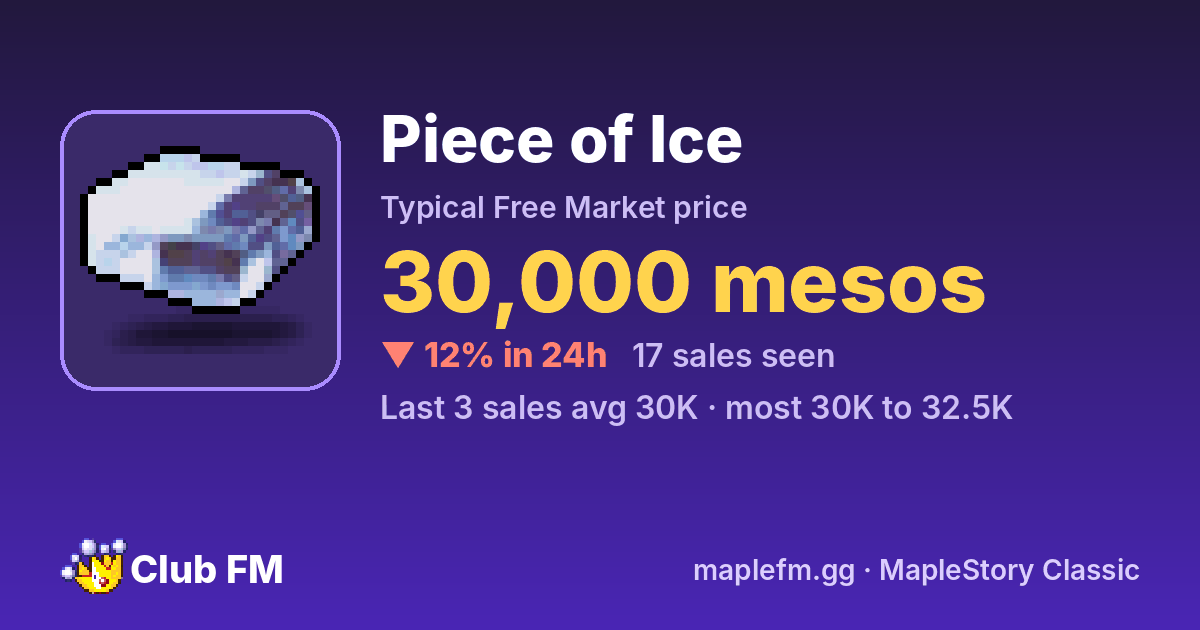 Piece of Ice
Typical Free Market price
30,000 mesos
▼ 12% in 24h 17 sales seen
Last 3 sales avg 30K · most 30K to 32.5K
Club FM
maplefm.gg · MapleStory Classic